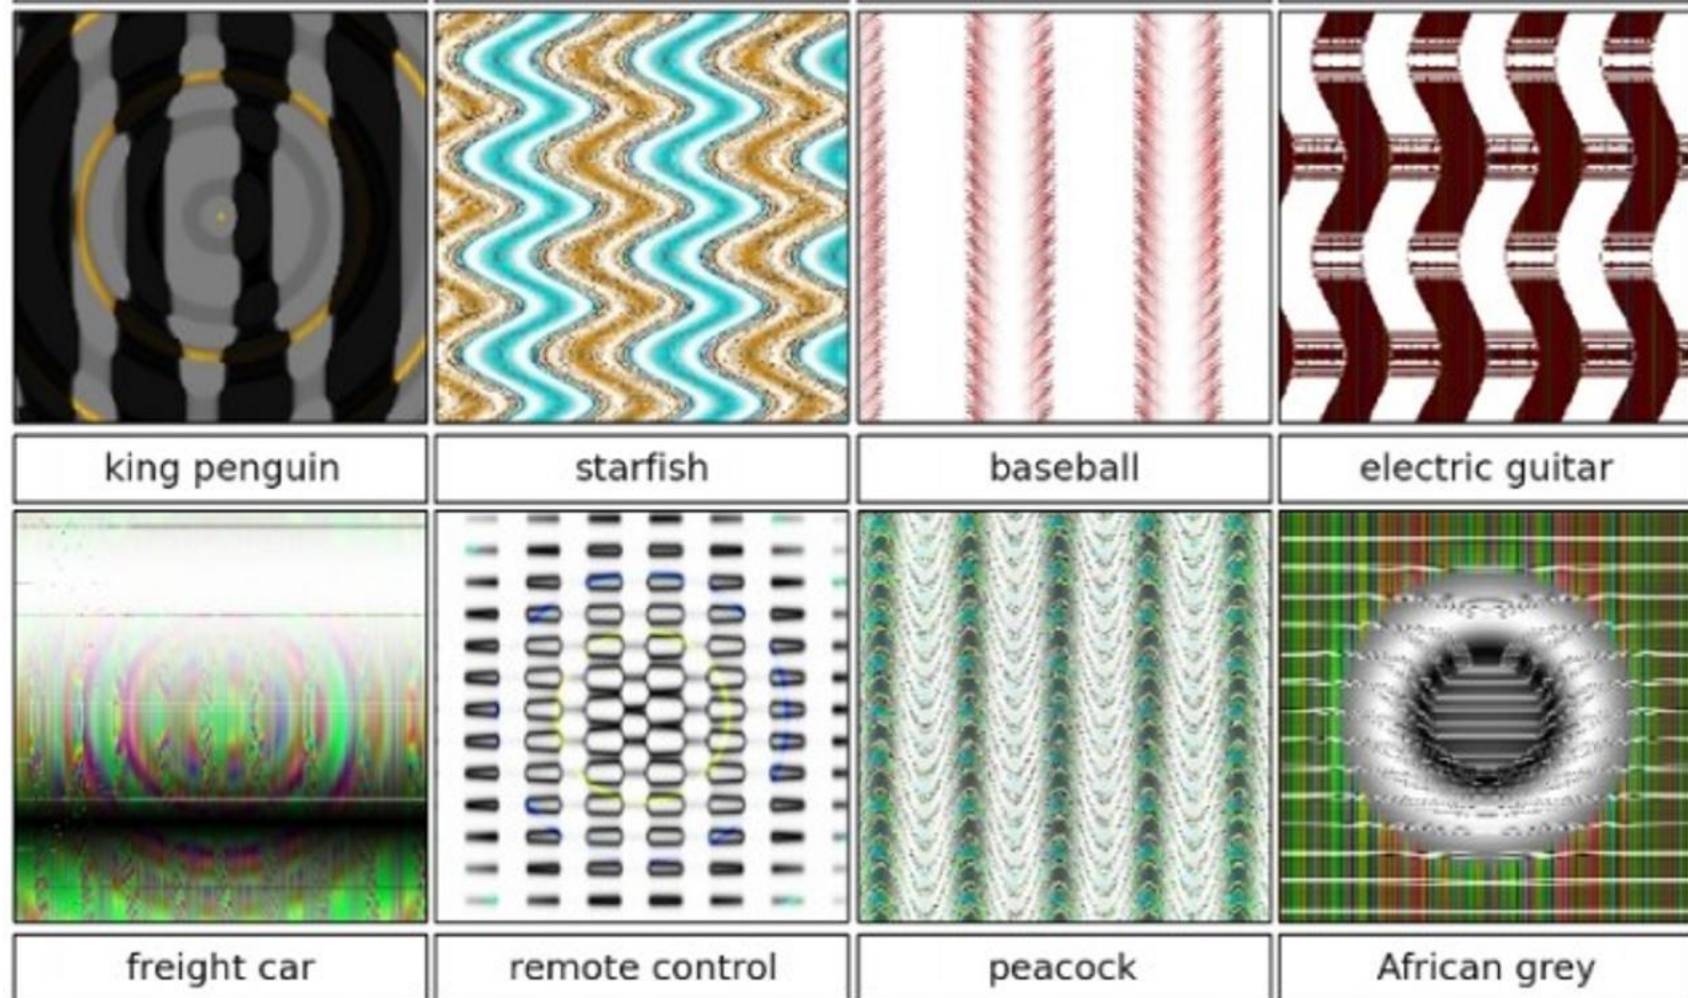 king penguin
starfish
baseball
electric guitar
freight car
remote control
peacock
African grey